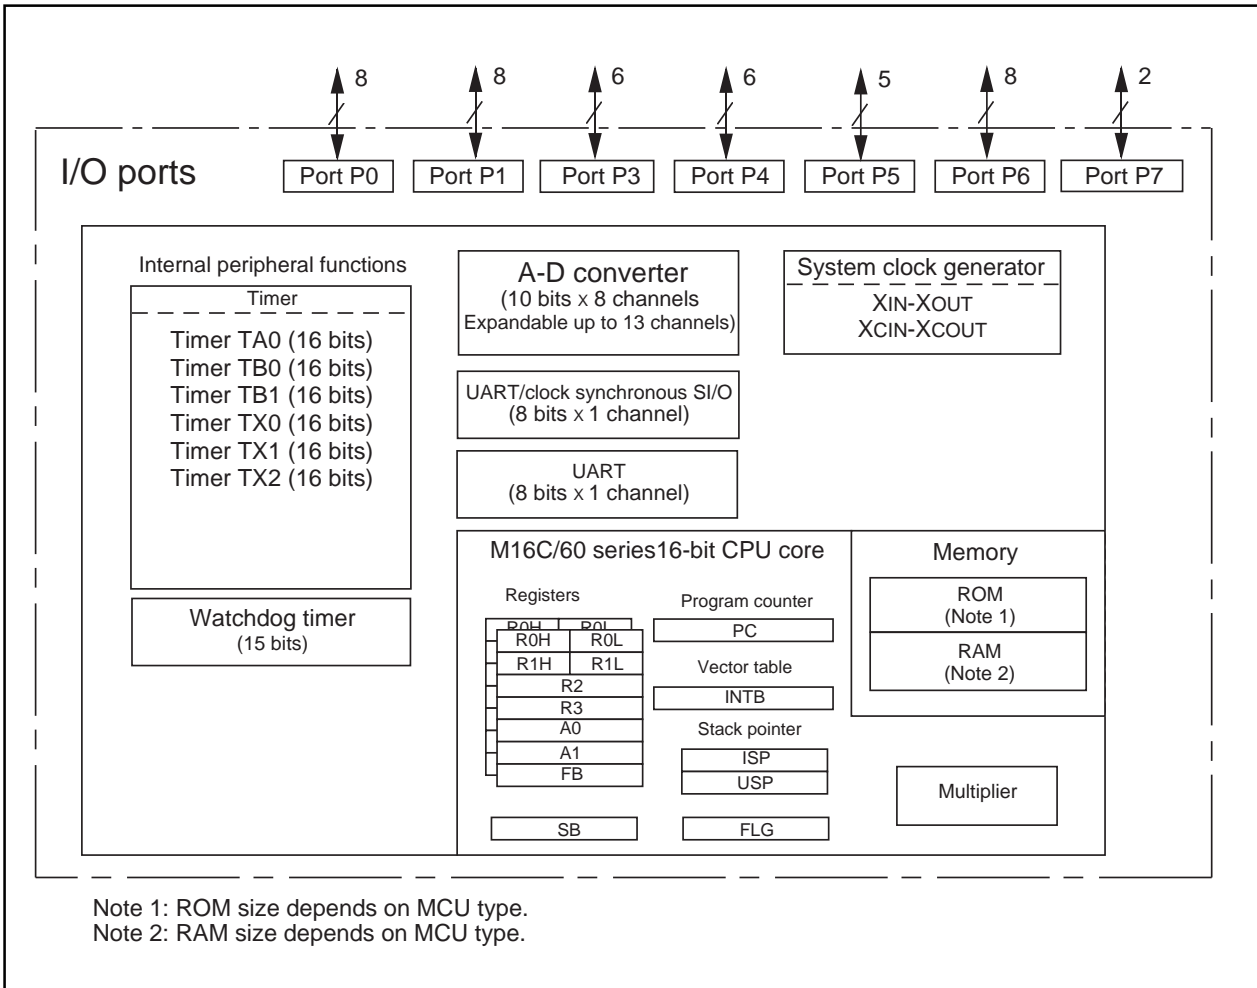 8 8 6 6 5 8 2
I/O ports
Port P0 Port P1 Port P3 Port P4 Port P5 Port P6 Port P7
Internal peripheral functions
Timer
Timer TA0 (16 bits)
Timer TB0 (16 bits)
Timer TB1 (16 bits)
Timer TX0 (16 bits)
Timer TX1 (16 bits)
Timer TX2 (16 bits)
Watchdog timer
(15 bits)
A-D converter
(10 bits x 8 channels
Expandable up to 13 channels)
UART/clock synchronous SI/O
(8 bits x 1 channel)
UART
(8 bits x 1 channel)
System clock generator
XIN-XOUT
XCIN-XCOUT
M16C/60 series16-bit CPU core
Registers
R0H R0L
R0H R0L
R1H R1L
R2
R3
A0
A1
FB
SB
Program counter
PC
Vector table
INTB
Stack pointer
ISP
USP
FLG
Memory
ROM
(Note 1)
RAM
(Note 2)
Multiplier
Note 1: ROM size depends on MCU type.
Note 2: RAM size depends on MCU type.